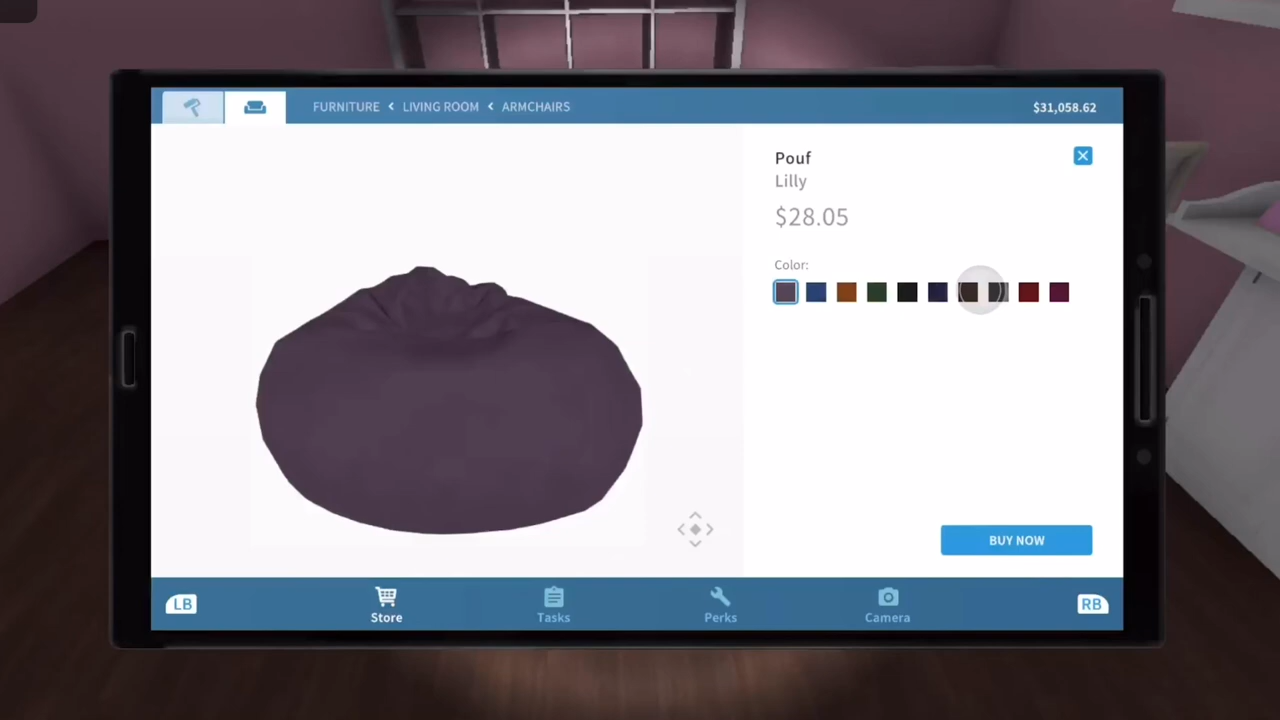 FURNITURE < LIVING ROOM < ARMCHAIRS
$31,058.62
Pouf
Lilly
$28.05
Color:
BUY NOW
LB
Store
Tasks
Perks
Camera
RB